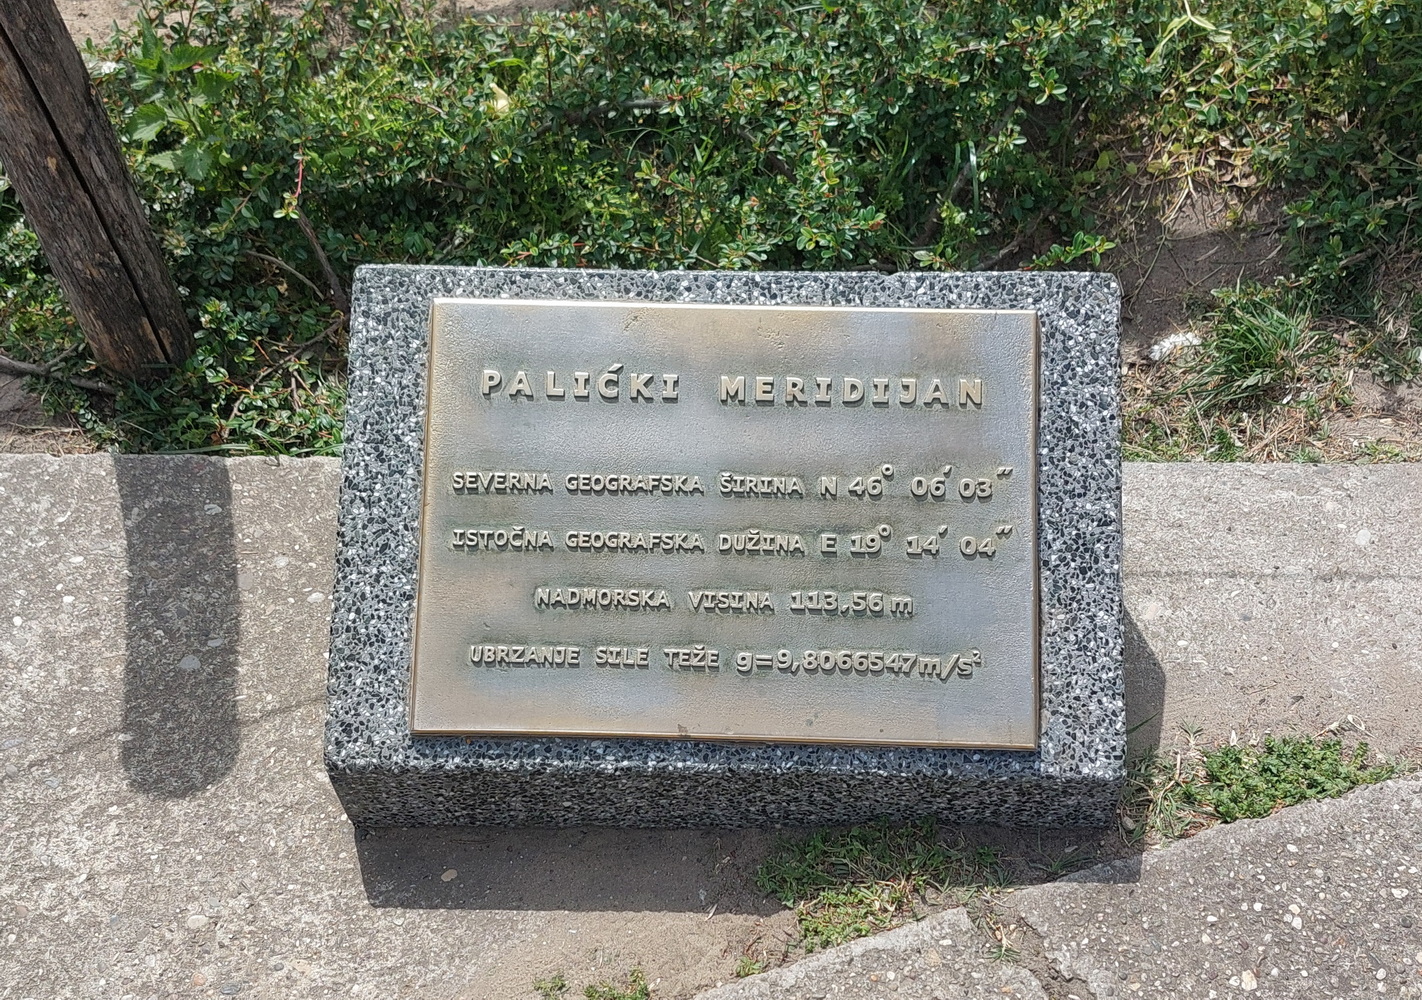 PALIĆKI MERIDIJAN
SEVERNA GEOGRAFSKA ŠIRINA N 46° 06′ 03″
ISTOČNA GEOGRAFSKA DUŽINA E 19° 14′ 04″
NADMORSKA VISINA 113,56 m
UBRZANJE SILE TEŽE g=9,8066547m/s²